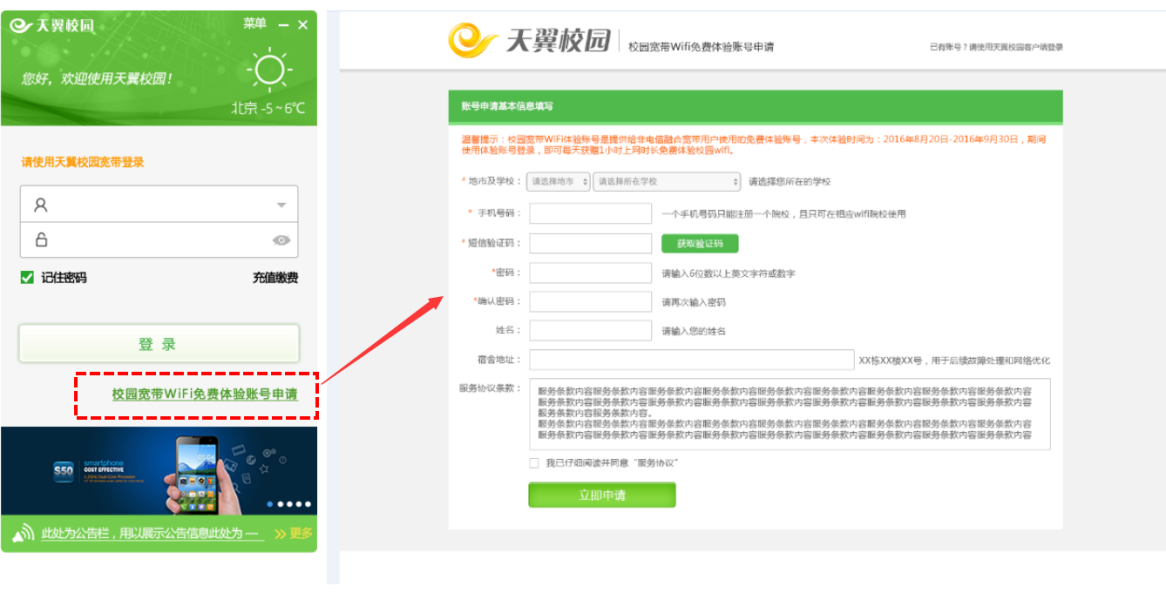 天翼校园
菜单
您好，欢迎使用天翼校园！
北京 -5~6℃
请使用天翼校园宽带登录
记住密码
充值缴费
登 录
校园宽带WiFi免费体验账号申请
S50
smartphone
COST EFFECTIVE
此处为公告栏，用以展示公告信息此处为 —
更多
天翼校园
校园宽带Wifi免费体验账号申请
已有账号？请使用天翼校园客户端登录
账号申请基本信息填写
温馨提示：校园宽带WiFi体验账号是提供给非电信融合宽带用户使用的免费体验账号，本次体验时间为：2016年8月20日-2016年9月30日，期间
使用体验账号登录，即可每天获赠1小时上网时长免费体验校园wifi。
* 地市及学校： 请选择地市 请选择所在学校 请选择您所在的学校
* 手机号码： 一个手机号码只能注册一个院校，且只可在相应wifi院校使用
* 短信验证码： 获取验证码
*密码： 请输入6位数以上英文字符或数字
*确认密码： 请再次输入密码
姓名： 请输入您的姓名
宿舍地址： XX栋XX楼XX号，用于后续故障处理和网络优化
服务协议条款： 服务条款内容服务条款内容服务条款内容服务条款内容服务条款内容服务条款内容服务条款内容服务条款内容服务条款内容
服务条款内容服务条款内容服务条款内容服务条款内容服务条款内容服务条款内容服务条款内容服务条款内容服务条款内容
服务条款内容服务条款内容。
服务条款内容服务条款内容服务条款内容服务条款内容服务条款内容服务条款内容服务条款内容服务条款内容服务条款内容
服务条款内容服务条款内容服务条款内容服务条款内容服务条款内容服务条款内容服务条款内容服务条款内容服务条款内容
我已仔细阅读并同意“服务协议”
立即申请